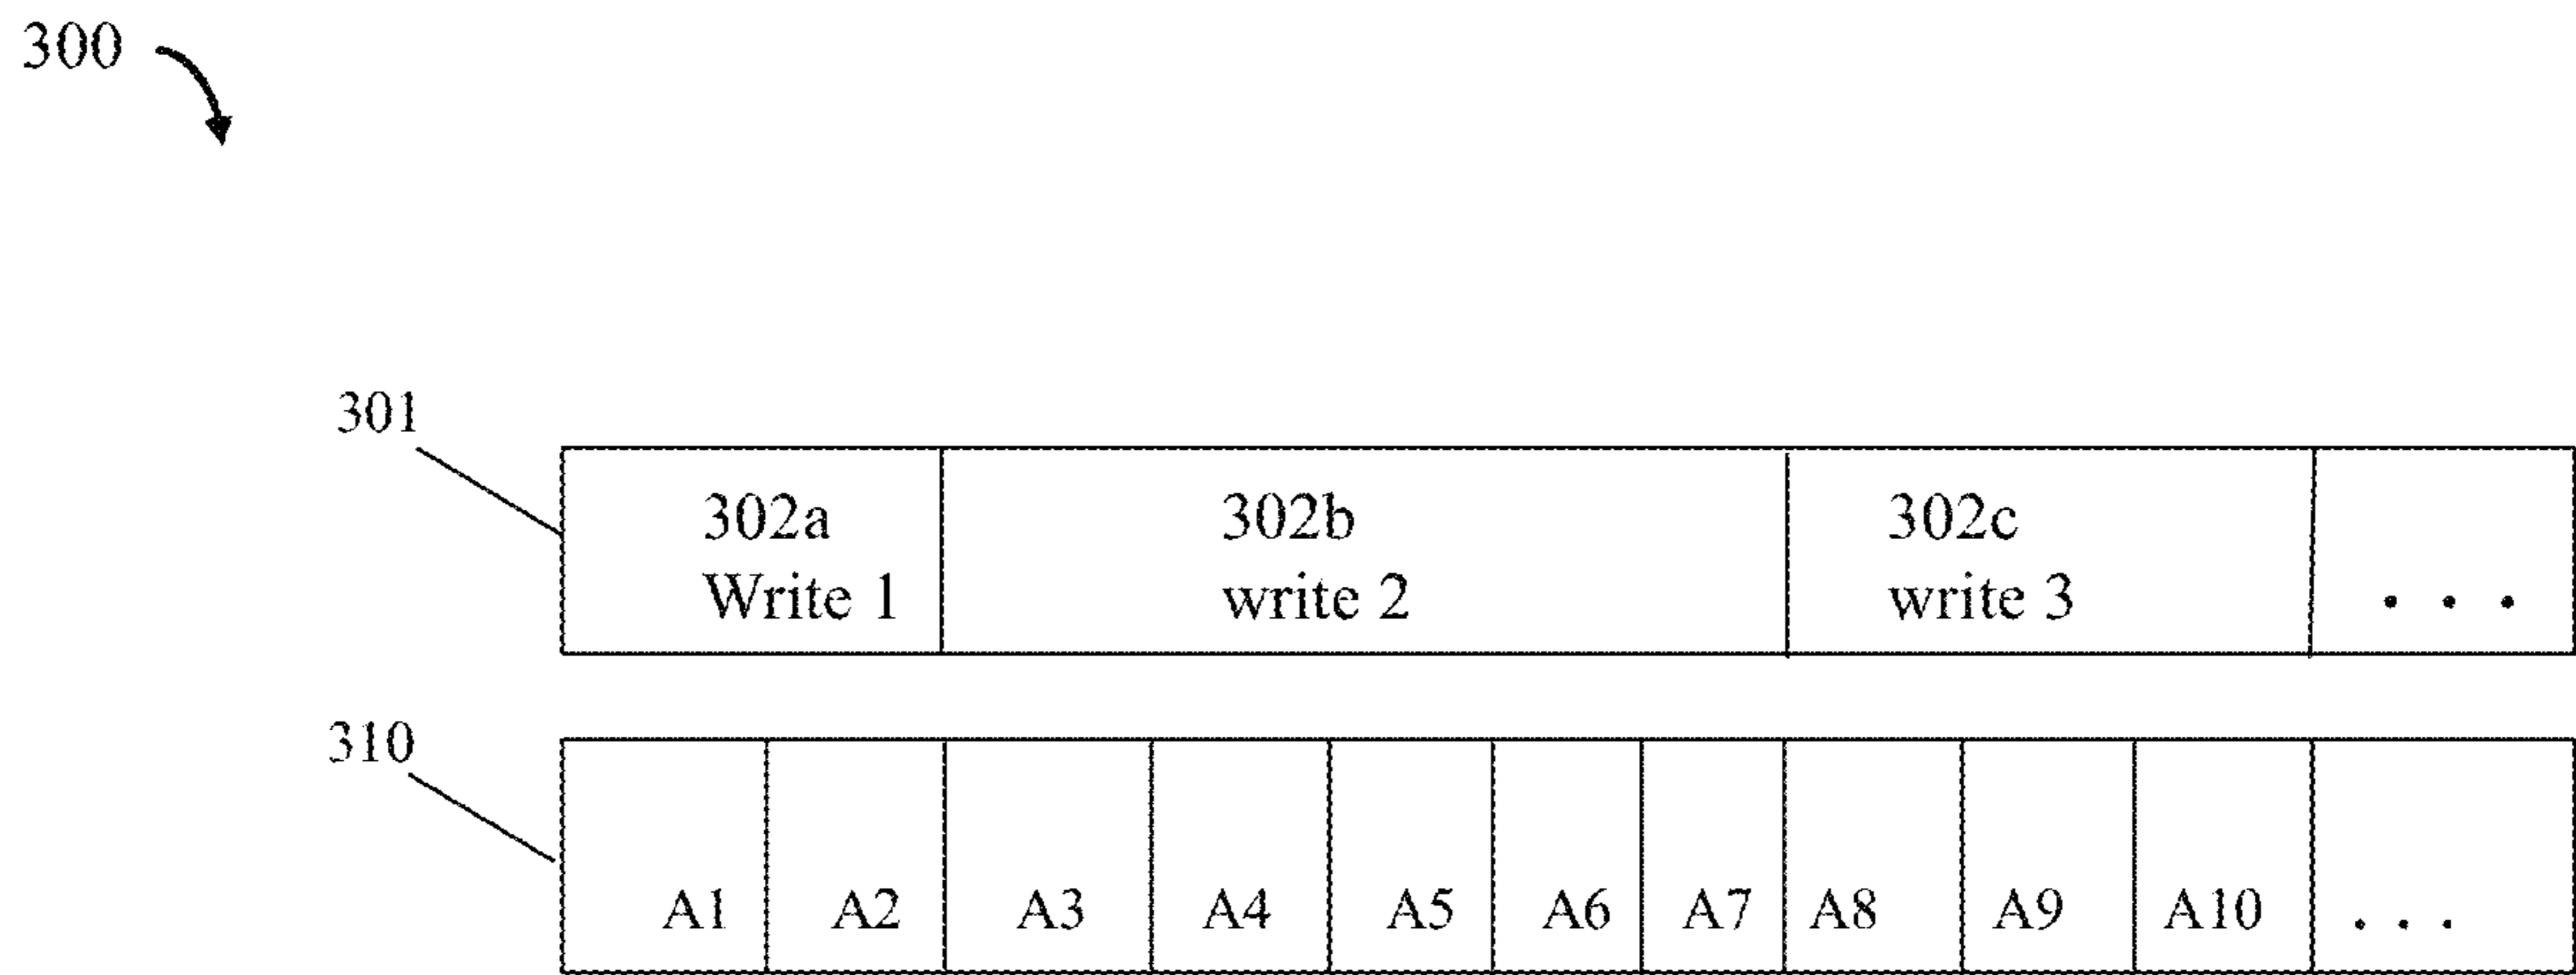 300
301
302a
Write 1
302b
write 2
302c
write 3
. . .
310
A1 A2 A3 A4 A5 A6 A7 A8 A9 A10 . . .